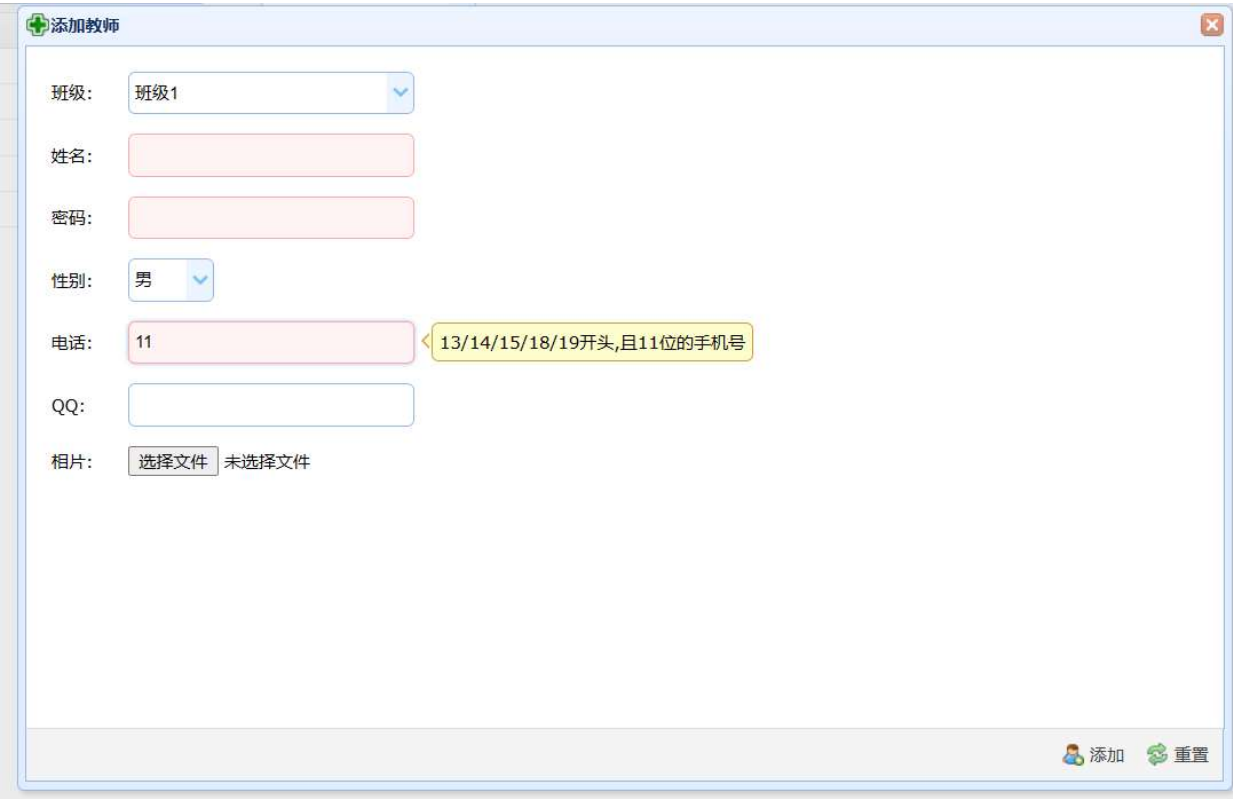 添加教师
班级: 班级1
姓名:
密码:
性别: 男
电话: 11 13/14/15/18/19开头,且11位的手机号
QQ:
相片: 选择文件 未选择文件
添加 重置